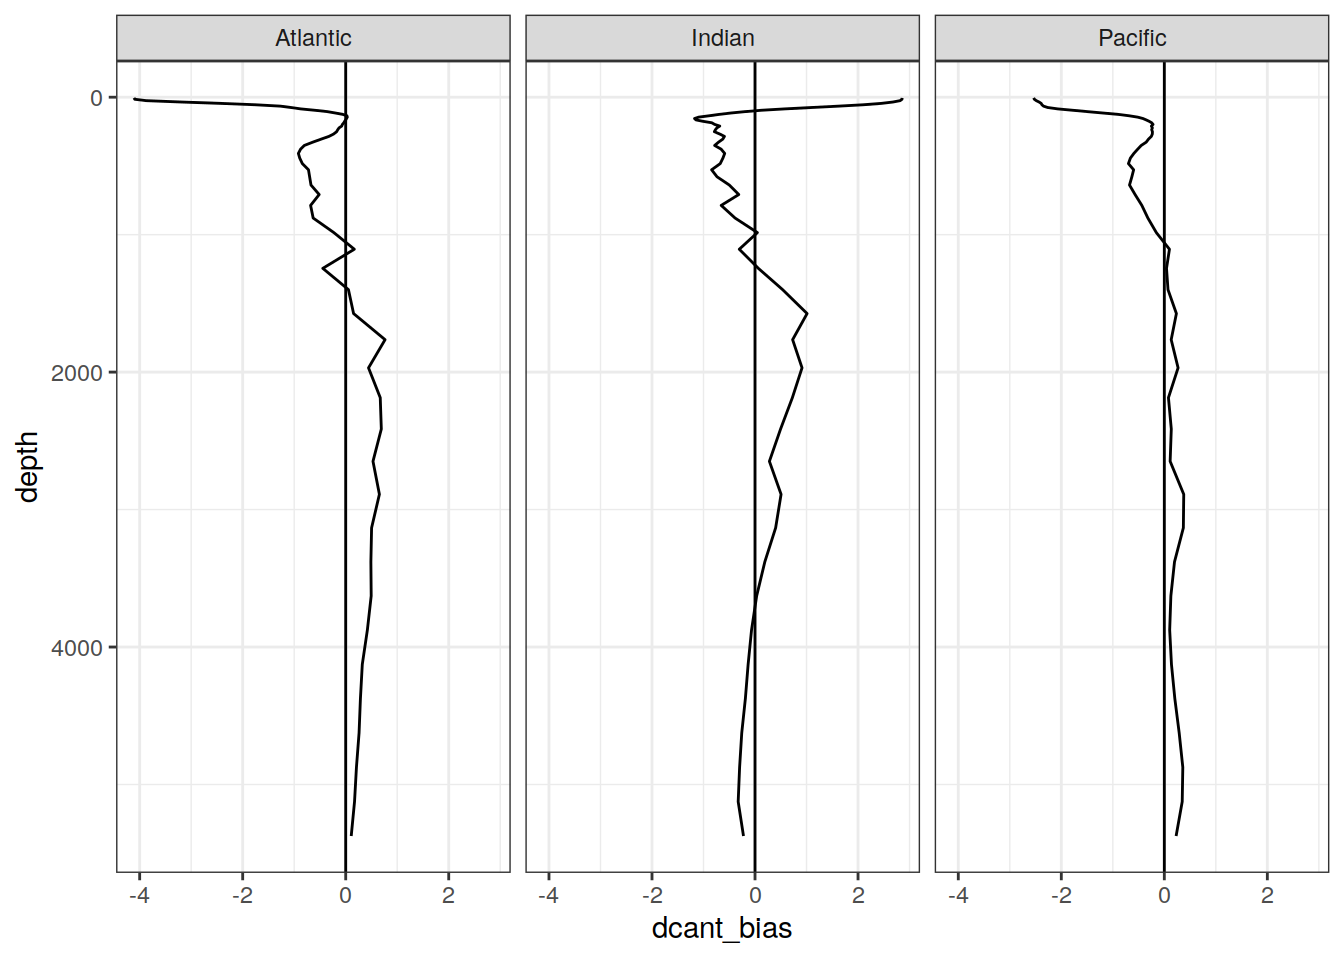 Atlantic Indian Pacific
0
2000
4000
depth
-4 -2 0 2 -4 -2 0 2 -4 -2 0 2
dcant_bias